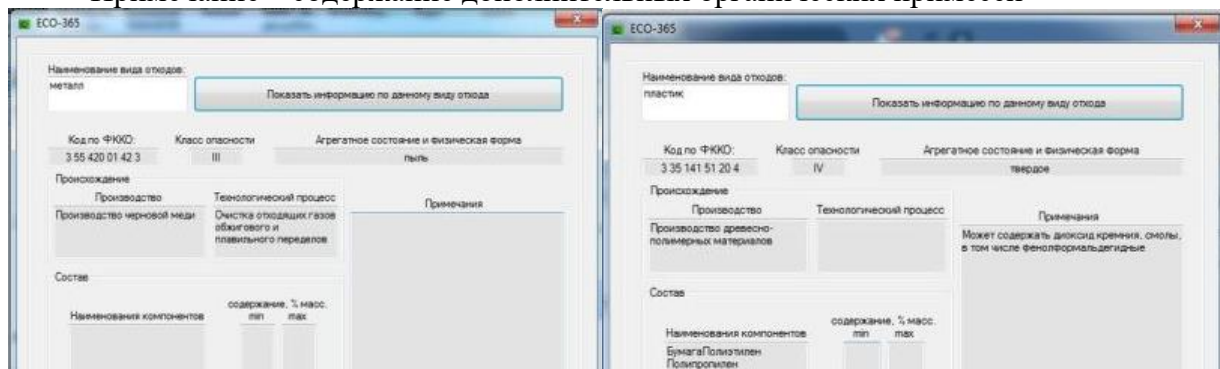 Примечание – содержание дополнительных органических примесей
ECO-365
Наименование вида отходов:
металл
Показать информацию по данному виду отхода
Код по ФККО:
Класс опасности
Агрегатное состояние и физическая форма
3 55 420 01 42 3
III
пыль
Происхождение
Производство
Технологический процесс
Примечания
Производство черновой меди
Очистка отходящих газов
обжигового и
плавильного переделов
Состав
Наименования компонентов
содержание, % масс.
min
max
ECO-365
Наименование вида отходов:
пластик
Показать информацию по данному виду отхода
Код по ФККО:
Класс опасности
Агрегатное состояние и физическая форма
3 35 141 51 20 4
IV
твердое
Происхождение
Производство
Технологический процесс
Примечания
Производство древесно-
полимерных материалов
Может содержать диоксид кремния, смолы,
в том числе фенолформальдегидные
Состав
Наименования компонентов
содержание, % масс.
min
max
БумагаПолиэтилен
Полипропилен